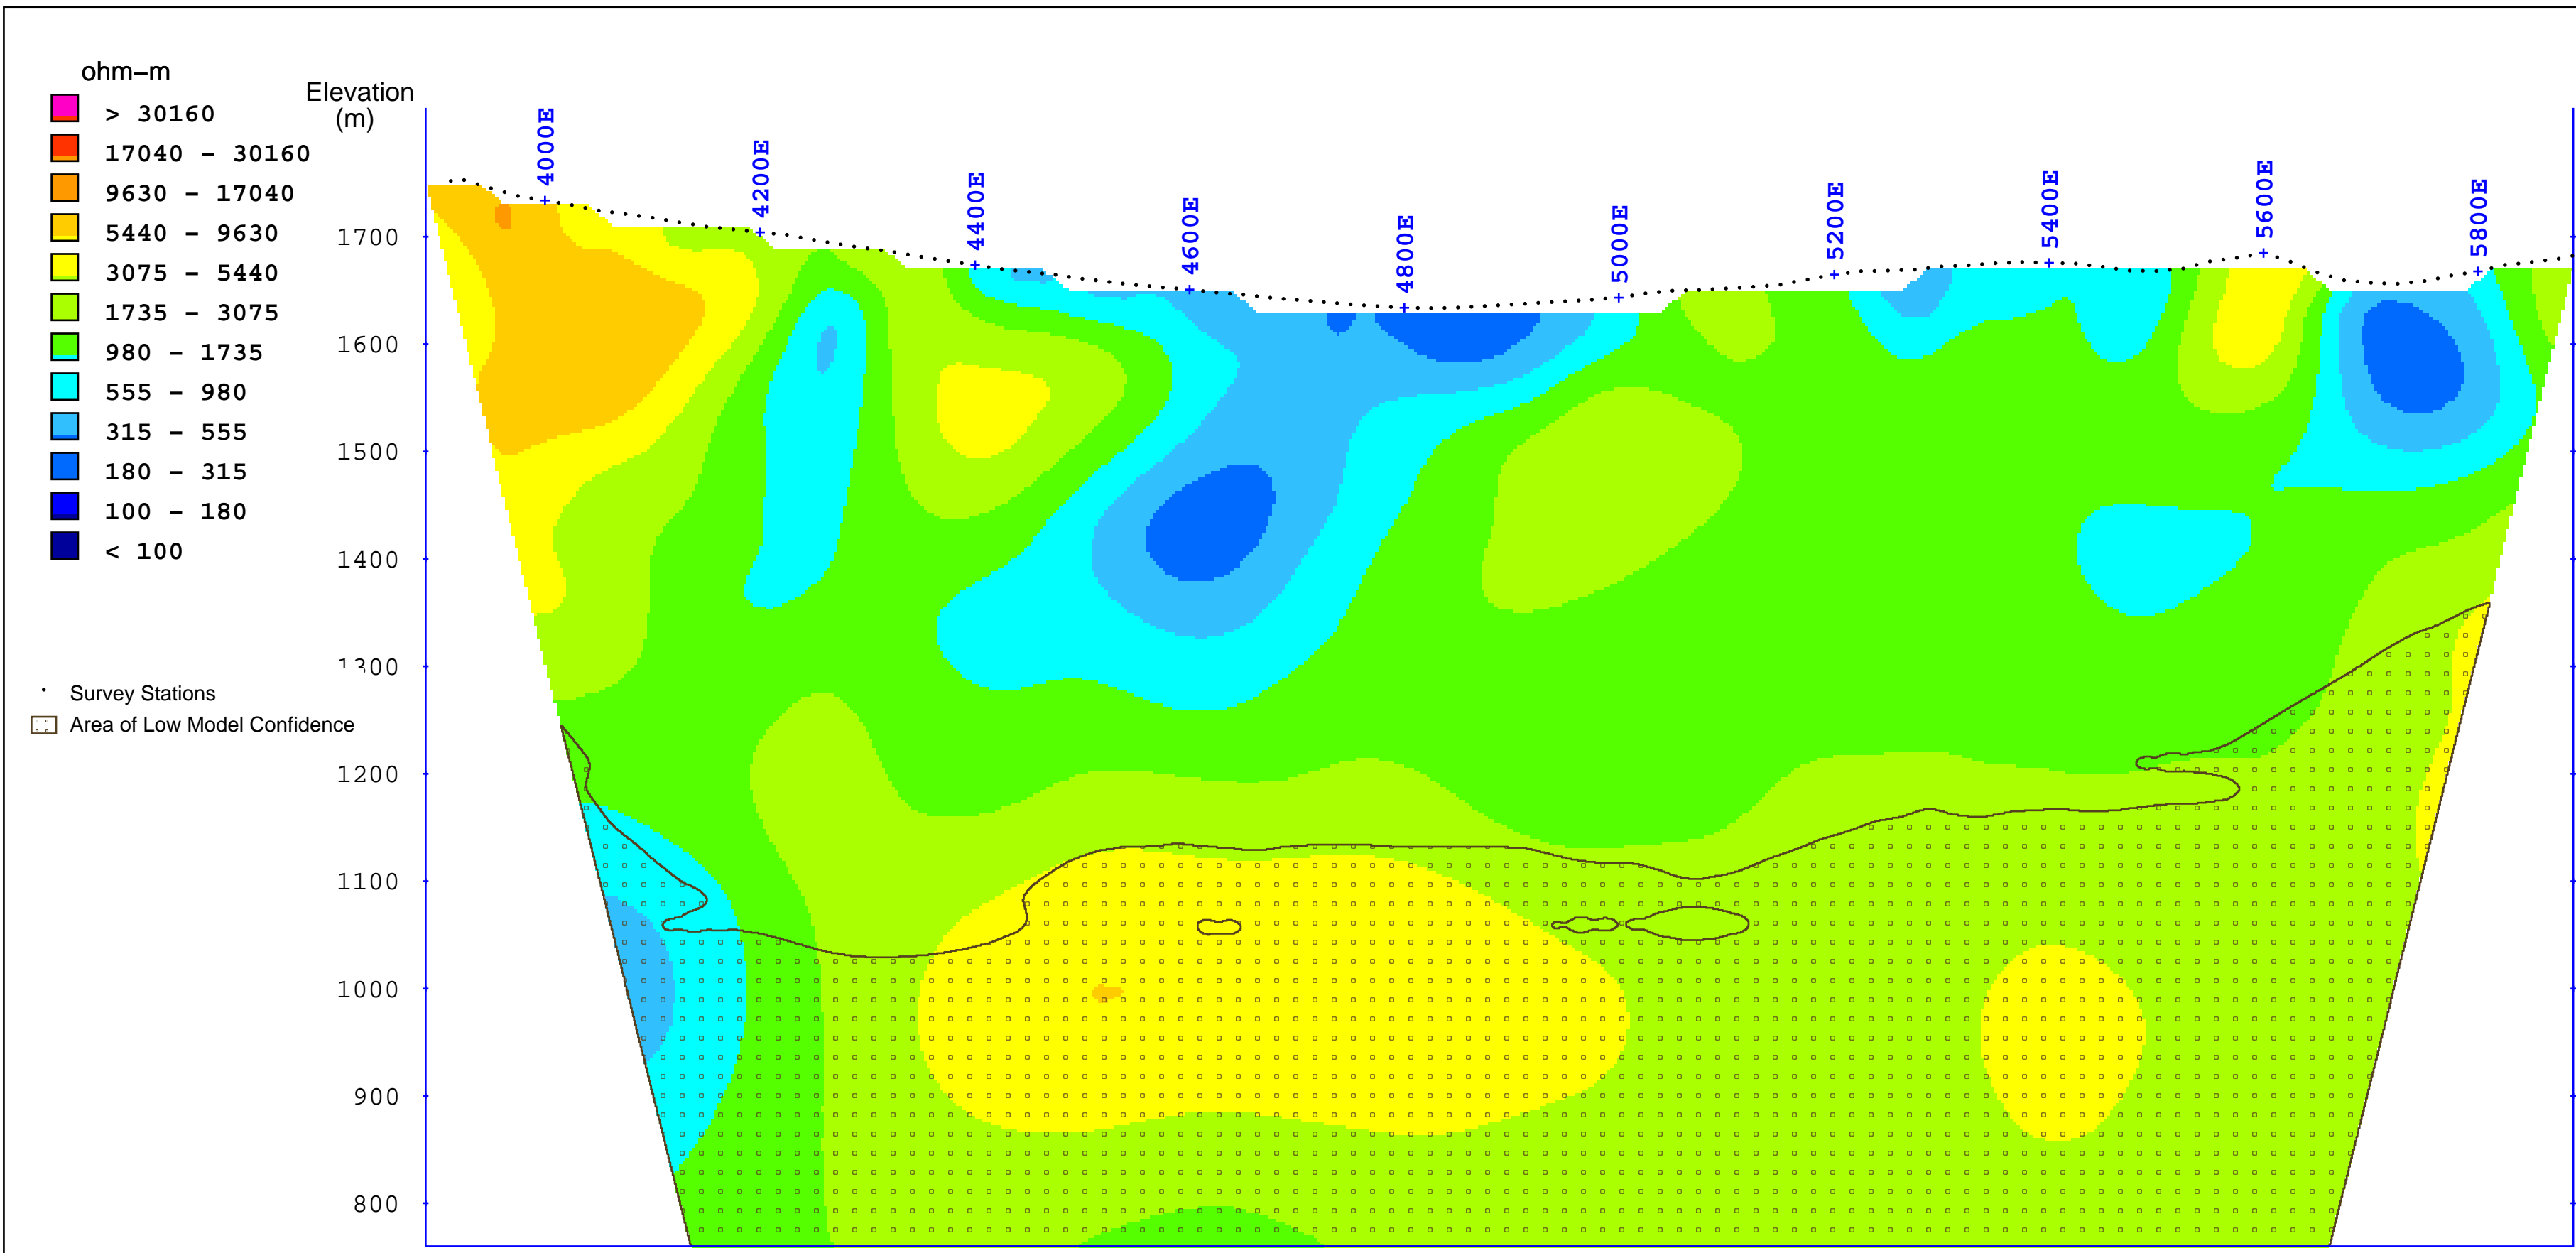 ohm-m
> 30160
17040 - 30160
9630 - 17040
5440 - 9630
3075 - 5440
1735 - 3075
980 - 1735
555 - 980
315 - 555
180 - 315
100 - 180
< 100
Survey Stations
Area of Low Model Confidence
Elevation
(m)
4000E
4200E
4400E
4600E
4800E
5000E
5200E
5400E
5600E
5800E
1700
1600
1500
1400
1300
1200
1100
1000
900
800